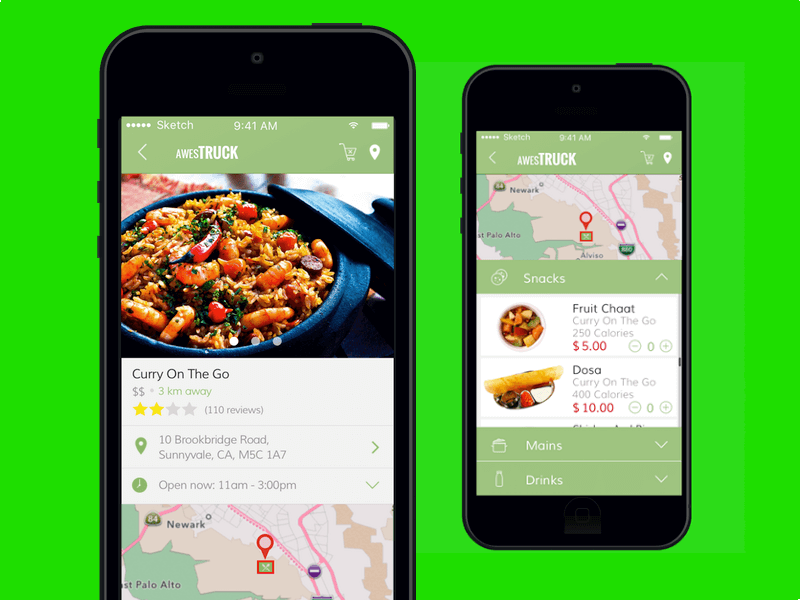 Sketch 9:41 AM
AWESTRUCK
Curry On The Go
$$ • 3 km away
(110 reviews)
10 Brookbridge Road,
Sunnyvale, CA, M5C 1A7
Open now: 11am - 3:00pm
84 Newark
st Palo Alto
Sketch 9:41 AM
AWESTRUCK
84 Newark
st Palo Alto
880
Alviso
Snacks
Fruit Chaat
Curry On The Go
250 Calories
$ 5.00 0
Dosa
Curry On The Go
400 Calories
$ 10.00 0
Mains
Drinks